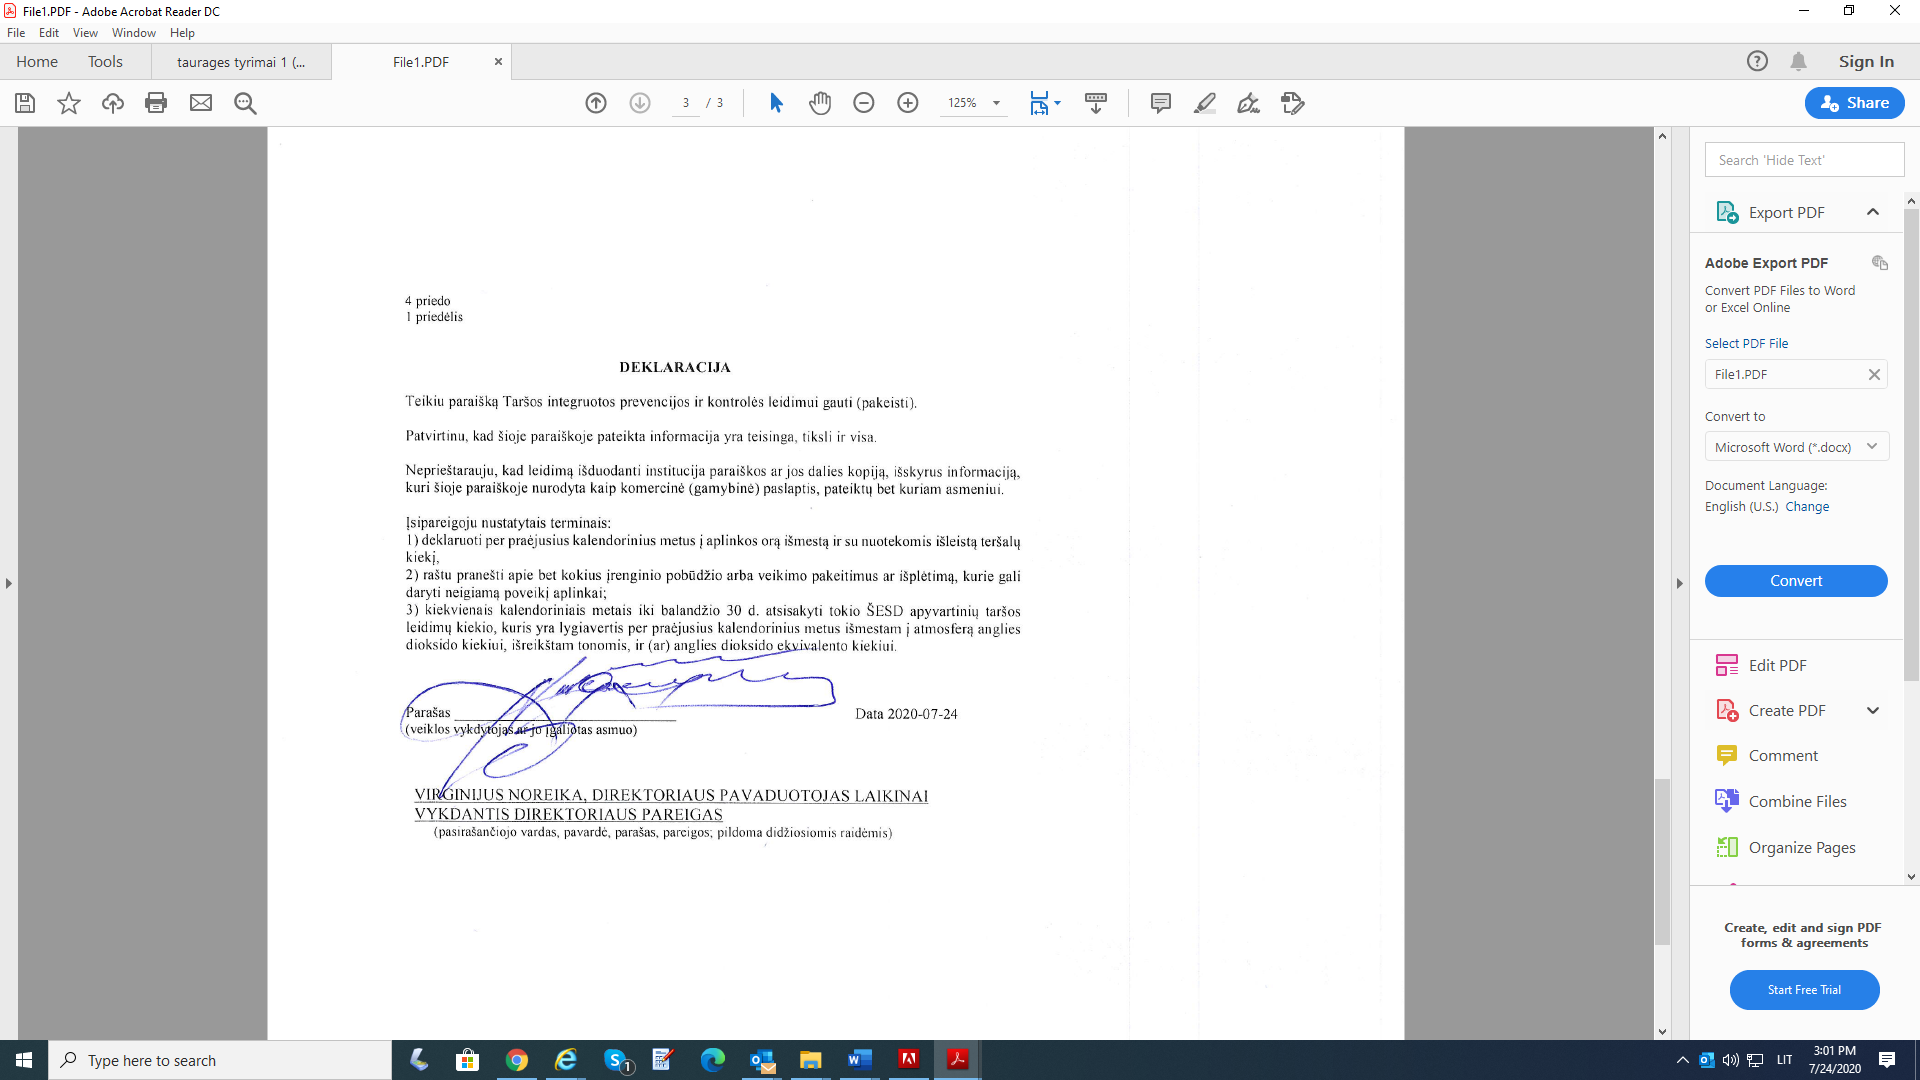 File1.PDF - Adobe Acrobat Reader DC
File Edit View Window Help
Home Tools taurages tyrimai 1 (... File1.PDF
Sign In
3 / 3
125%
Share
4 priedo
1 priedėlis
DEKLARACIJA
Teikiu paraišką Taršos integruotos prevencijos ir kontrolės leidimui gauti (pakeisti).
Patvirtinu, kad šioje paraiškoje pateikta informacija yra teisinga, tiksli ir visa.
Neprieštarauju, kad leidimą išduodanti institucija paraiškos ar jos dalies kopiją, išskyrus informaciją,
kuri šioje paraiškoje nurodyta kaip komercinė (gamybinė) paslaptis, pateiktų bet kuriam asmeniui.
Įsipareigoju nustatytais terminais:
1) deklaruoti per praėjusius kalendorinius metus į aplinkos orą išmestą ir su nuotekomis išleistą teršalų
kiekį,
2) raštu pranešti apie bet kokius įrenginio pobūdžio arba veikimo pakeitimus ar išplėtimą, kurie gali
daryti neigiamą poveikį aplinkai;
3) kiekvienais kalendoriniais metais iki balandžio 30 d. atsisakyti tokio ŠESD apyvartinių taršos
leidimų kiekio, kuris yra lygiavertis per praėjusius kalendorinius metus išmestam į atmosferą anglies
dioksido kiekiui, išreikštam tonomis, ir (ar) anglies dioksido ekvivalento kiekiui.
Parašas
Data 2020-07-24
(veiklos vykdytojas ar jo įgaliotas asmuo)
VIRGINIJUS NOREIKA, DIREKTORIAUS PAVADUOTOJAS LAIKINAI
VYKDANTIS DIREKTORIAUS PAREIGAS
(pasirašančiojo vardas, pavardė, parašas, pareigos; pildoma didžiosiomis raidėmis)
Search 'Hide Text'
Export PDF
Adobe Export PDF
Convert PDF Files to Word
or Excel Online
Select PDF File
File1.PDF
Convert to
Microsoft Word (*.docx)
Document Language:
English (U.S.) Change
Convert
Edit PDF
Create PDF
Comment
Combine Files
Organize Pages
Create, edit and sign PDF
forms & agreements
Start Free Trial
Type here to search
1
LIT
3:01 PM
7/24/2020